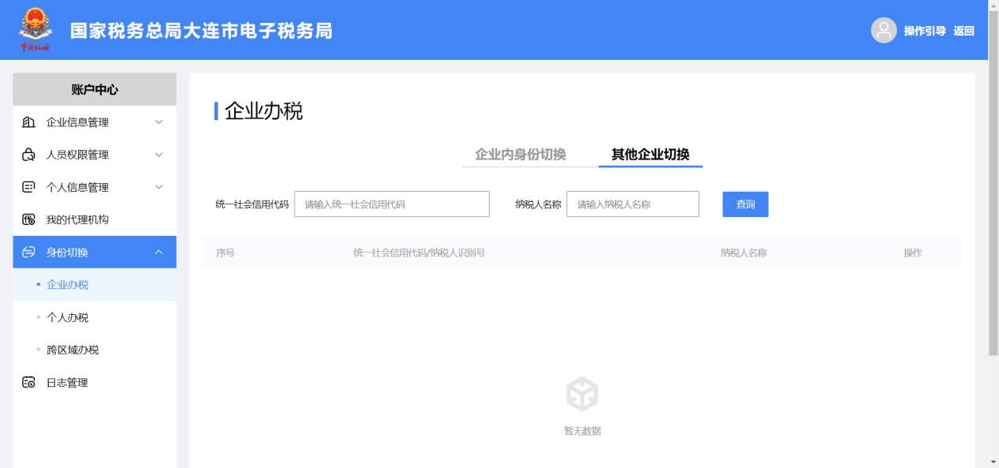 国家税务总局大连市电子税务局
操作引导 返回
中国税务
账户中心
企业信息管理
人员权限管理
个人信息管理
我的代理机构
身份切换
企业办税
个人办税
跨区域办税
日志管理
企业办税
企业内身份切换 其他企业切换
统一社会信用代码 请输入统一社会信用代码 纳税人名称 请输入纳税人名称 查询
序号 统一社会信用代码/纳税人识别号 纳税人名称 操作
暂无数据